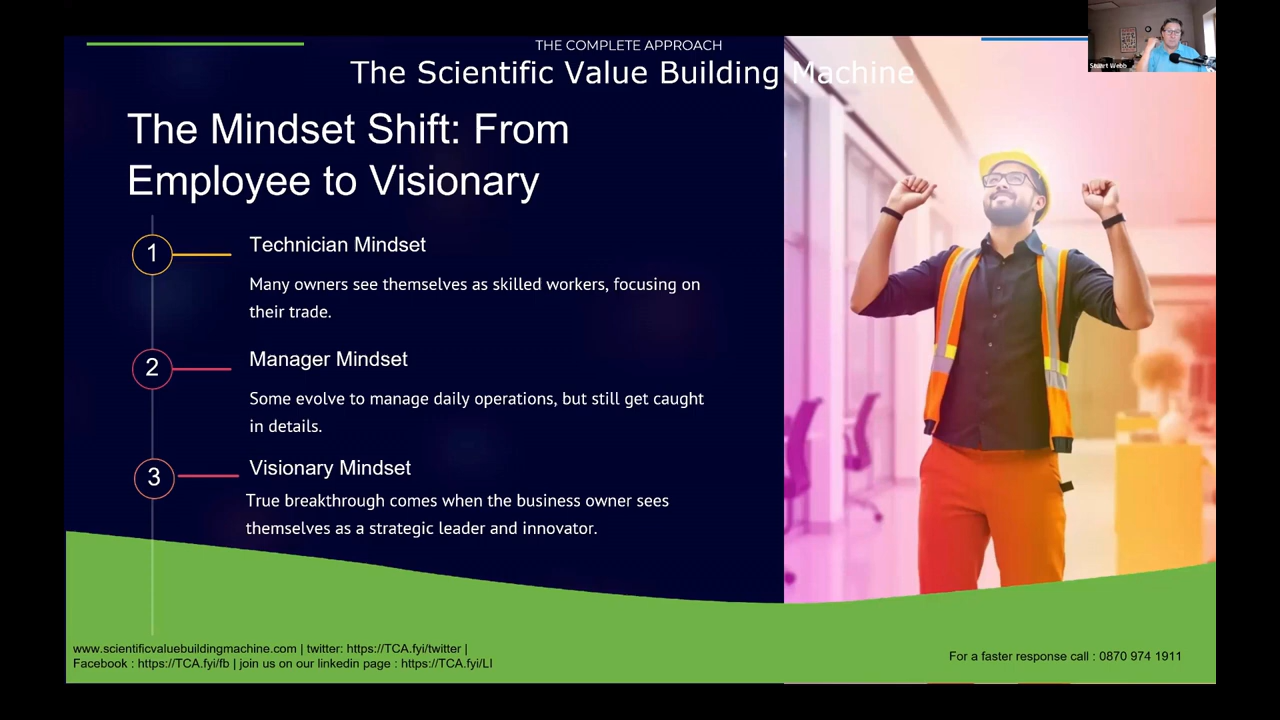 THE COMPLETE APPROACH
The Scientific Value Building Machine
Stuart Webb
The Mindset Shift: From
Employee to Visionary
1
Technician Mindset
Many owners see themselves as skilled workers, focusing on
their trade.
2
Manager Mindset
Some evolve to manage daily operations, but still get caught
in details.
3
Visionary Mindset
True breakthrough comes when the business owner sees
themselves as a strategic leader and innovator.
www.scientificvaluebuildingmachine.com | twitter: https://TCA.fyi/twitter |
Facebook : https://TCA.fyi/fb | join us on our linkedin page : https://TCA.fyi/LI
For a faster response call : 0870 974 1911